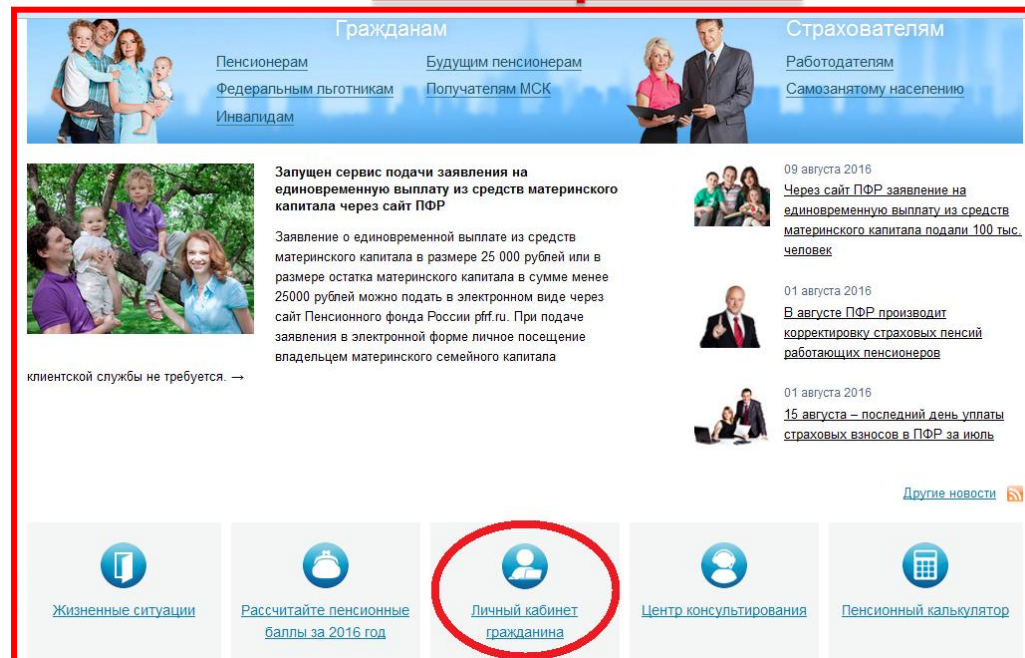 Гражданам
Страхователям
Пенсионерам
Будущим пенсионерам
Работодателям
Федеральным льготникам
Получателям МСК
Самозанятому населению
Инвалидам
Запущен сервис подачи заявления на
единовременную выплату из средств материнского
капитала через сайт ПФР
Заявление о единовременной выплате из средств
материнского капитала в размере 25 000 рублей или в
размере остатка материнского капитала в сумме менее
25000 рублей можно подать в электронном виде через
сайт Пенсионного фонда России pfrf.ru. При подаче
заявления в электронной форме личное посещение
владельцем материнского семейного капитала
клиентской службы не требуется. →
09 августа 2016
Через сайт ПФР заявление на
единовременную выплату из средств
материнского капитала подали 100 тыс.
человек
01 августа 2016
В августе ПФР производит
корректировку страховых пенсий
работающих пенсионеров
01 августа 2016
15 августа – последний день уплаты
страховых взносов в ПФР за июль
Другие новости
Жизненные ситуации
Рассчитайте пенсионные
баллы за 2016 год
Личный кабинет
гражданина
Центр консультирования
Пенсионный калькулятор